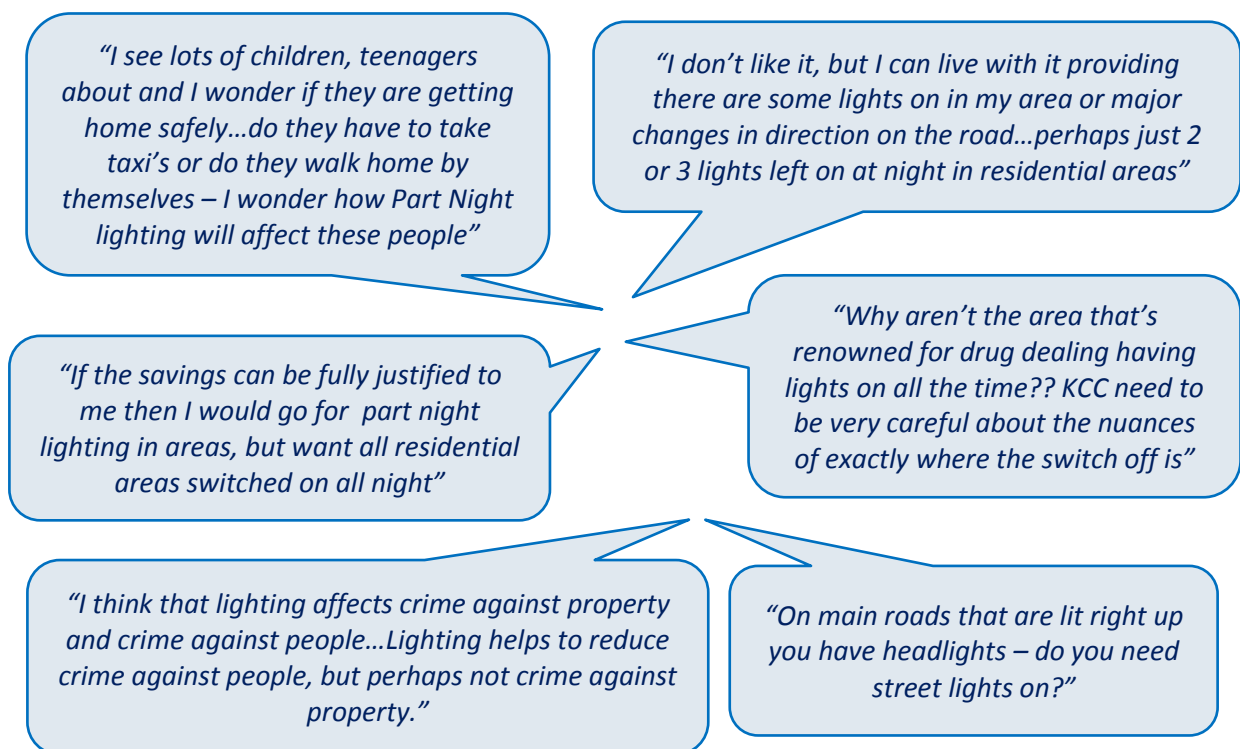 “I see lots of children, teenagers
about and I wonder if they are getting
home safely…do they have to take
taxi’s or do they walk home by
themselves – I wonder how Part Night
lighting will affect these people”
“I don’t like it, but I can live with it providing
there are some lights on in my area or major
changes in direction on the road…perhaps just 2
or 3 lights left on at night in residential areas”
“If the savings can be fully justified to
me then I would go for part night
lighting in areas, but want all residential
areas switched on all night”
“Why aren’t the area that’s
renowned for drug dealing having
lights on all the time?? KCC need to
be very careful about the nuances
of exactly where the switch off is”
“I think that lighting affects crime against property
and crime against people…Lighting helps to reduce
crime against people, but perhaps not crime against
property.”
“On main roads that are lit right up
you have headlights – do you need
street lights on?”